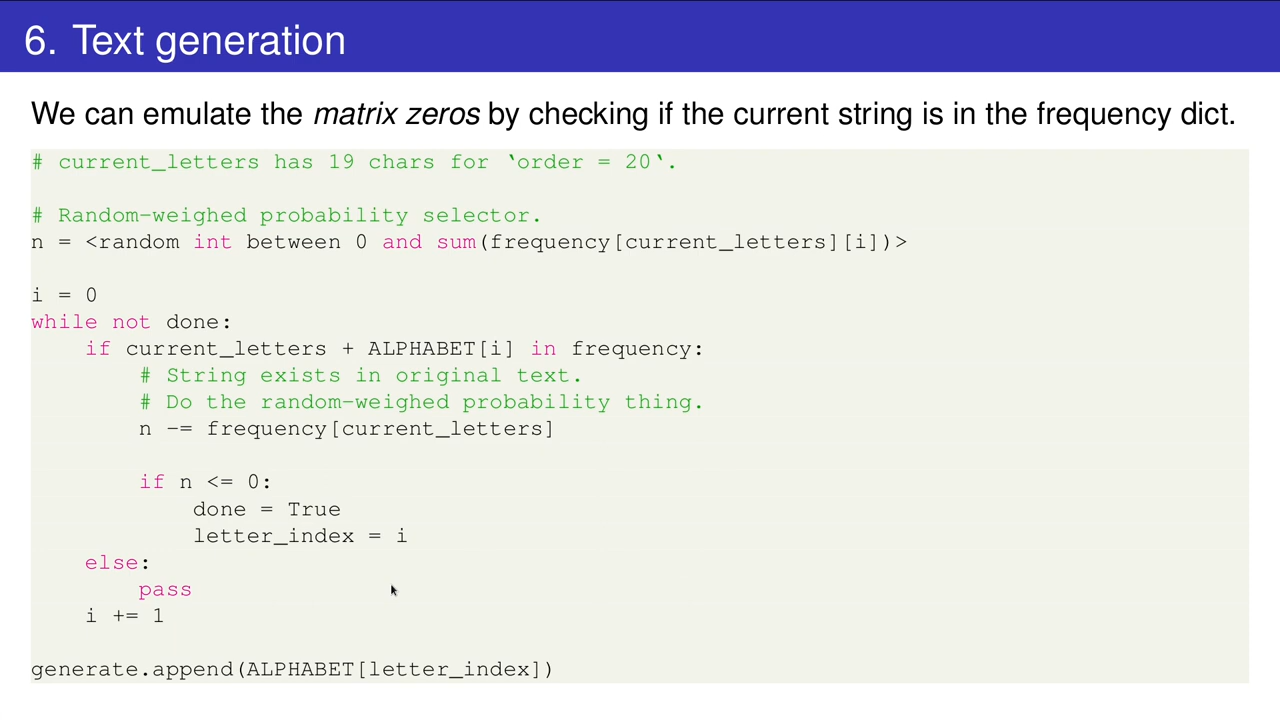 6. Text generation
We can emulate the matrix zeros by checking if the current string is in the frequency dict.
# current_letters has 19 chars for ‘order = 20‘.
# Random-weighed probability selector.
n = <random int between 0 and sum(frequency[current_letters][i])>
i = 0
while not done:
    if current_letters + ALPHABET[i] in frequency:
        # String exists in original text.
        # Do the random-weighed probability thing.
        n -= frequency[current_letters]
        if n <= 0:
            done = True
            letter_index = i
    else:
        pass
    i += 1
generate.append(ALPHABET[letter_index])